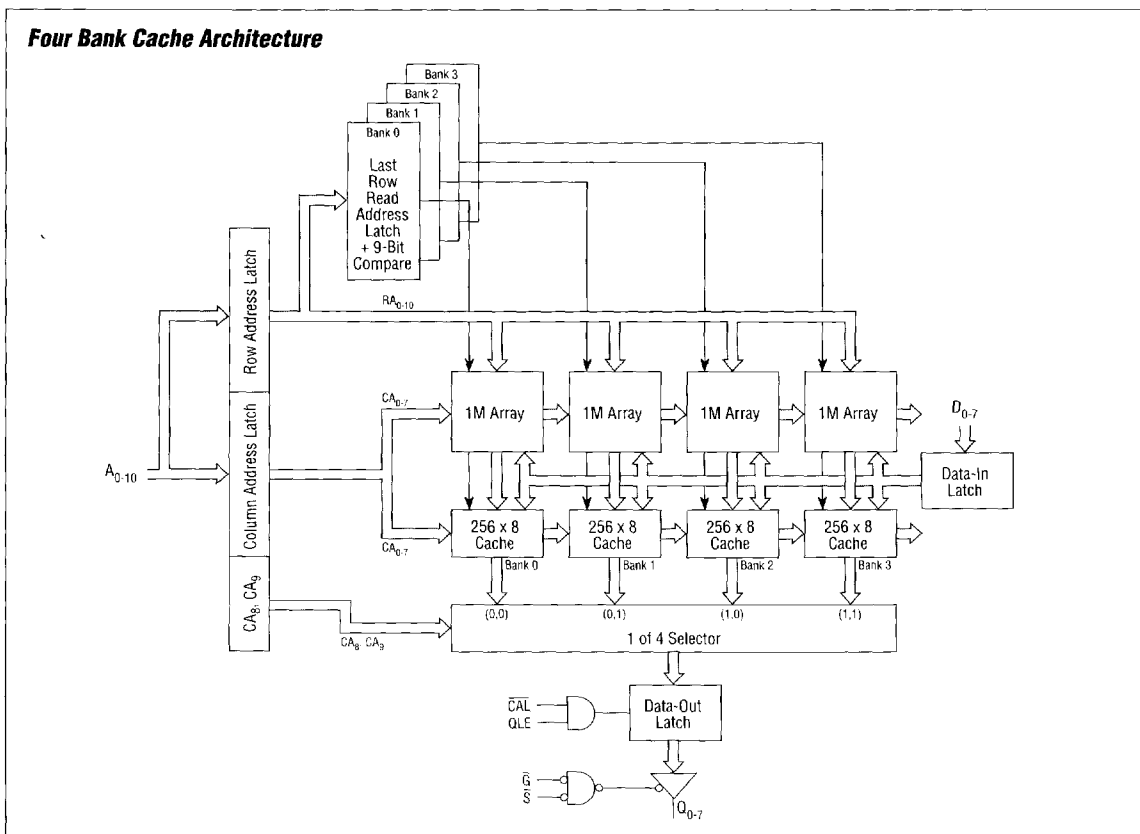 Four Bank Cache Architecture
Bank 3
Bank 2
Bank 1
Bank 0
Last
Row
Read
Address
Latch
+ 9-Bit
Compare
Row Address Latch
Column Address Latch
CA8, CA9
A0-10
RA0-10
CA0-7
1M Array
1M Array
1M Array
1M Array
D0-7
Data-In
Latch
CA0-7
256 x 8
Cache
256 x 8
Cache
256 x 8
Cache
256 x 8
Cache
Bank 0
Bank 1
Bank 2
Bank 3
CA8, CA9
(0,0)
(0,1)
(1,0)
(1,1)
1 of 4 Selector
C̅A̅L̅
QLE
Data-Out
Latch
G̅
S̅
Q0-7